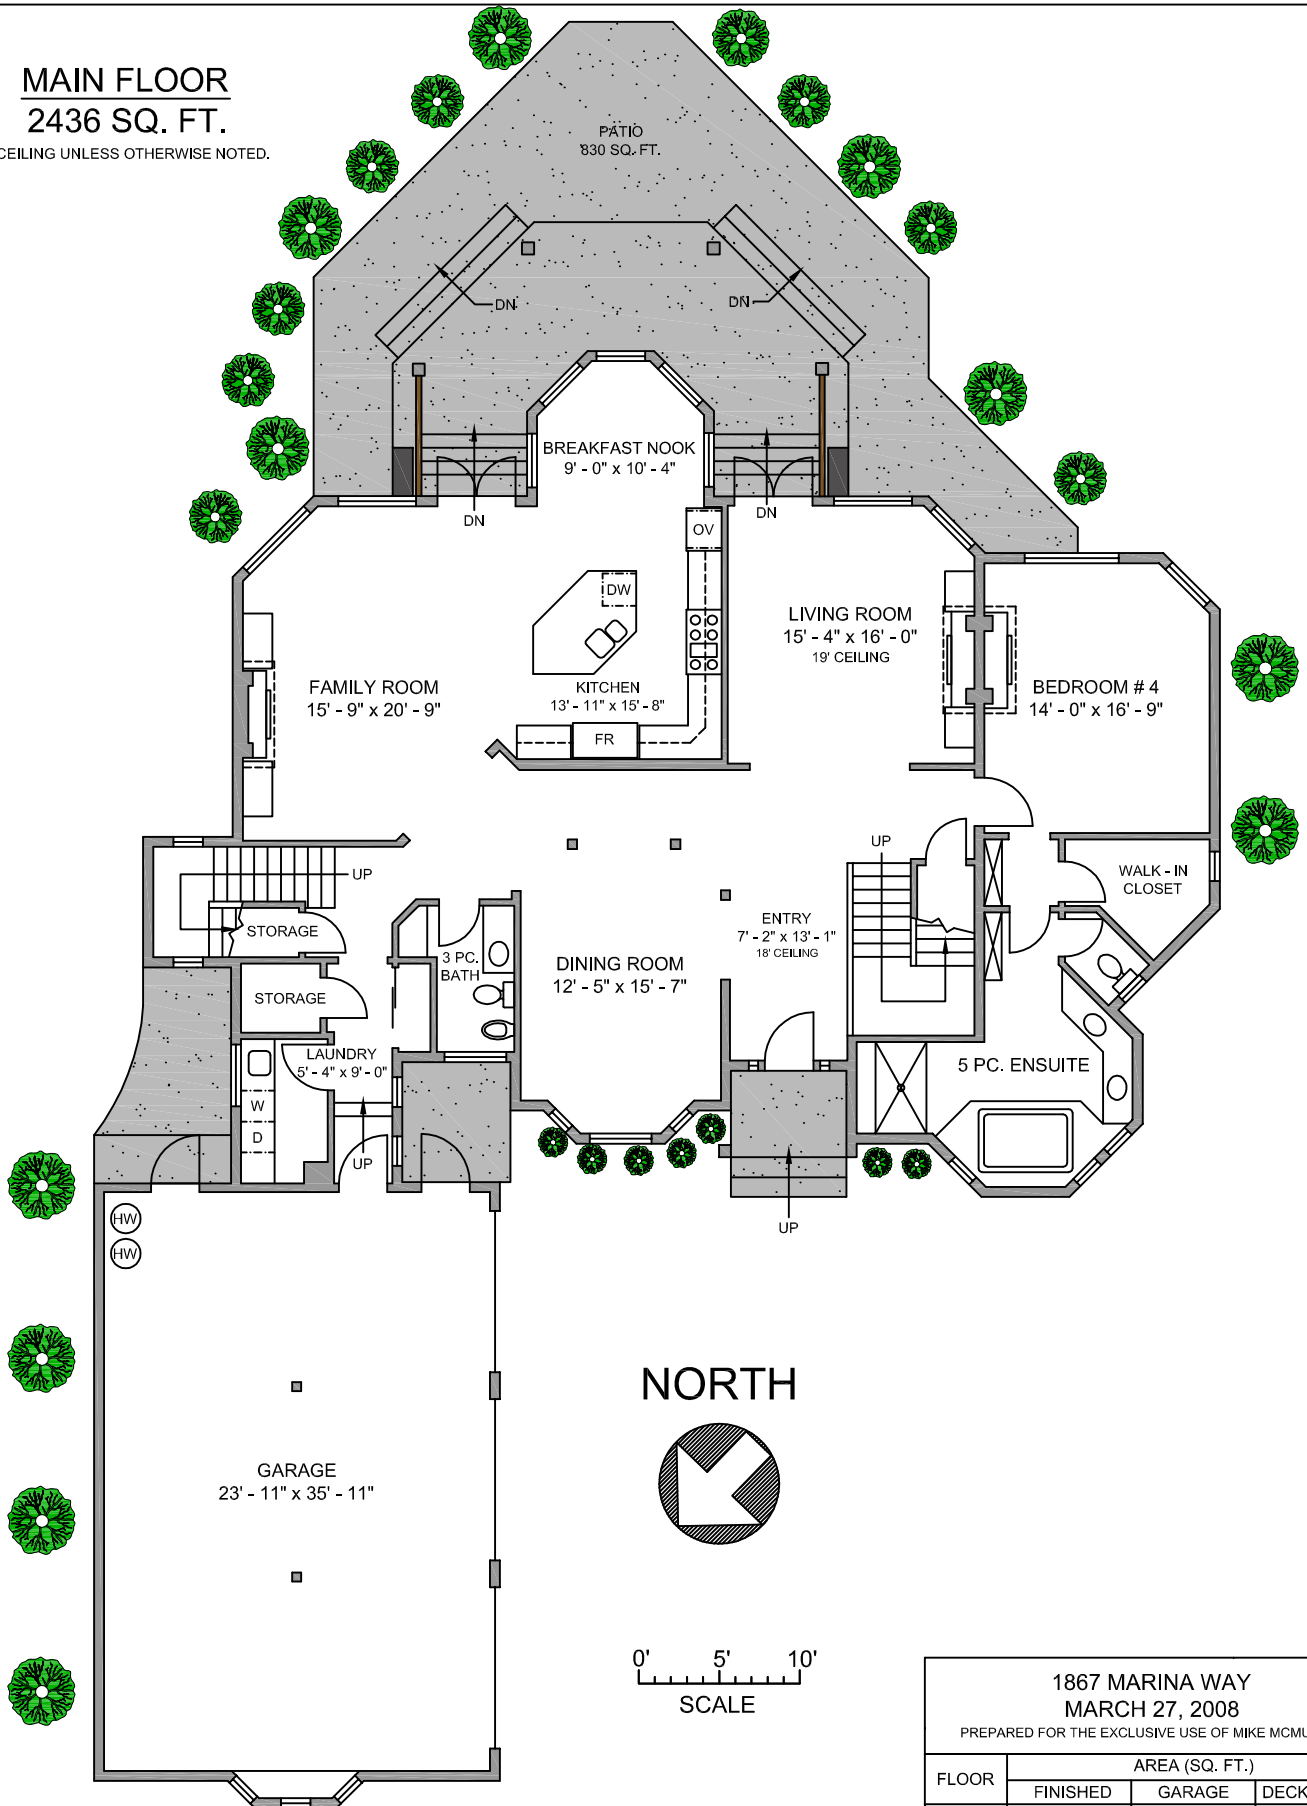 MAIN FLOOR
2436 SQ. FT.
CEILING UNLESS OTHERWISE NOTED.
PATIO
830 SQ. FT.
DN
DN
BREAKFAST NOOK
9' - 0" x 10' - 4"
DN
DN
OV
DW
LIVING ROOM
15' - 4" x 16' - 0"
19' CEILING
FAMILY ROOM
15' - 9" x 20' - 9"
KITCHEN
13' - 11" x 15' - 8"
FR
BEDROOM # 4
14' - 0" x 16' - 9"
UP
UP
WALK - IN
CLOSET
STORAGE
ENTRY
7' - 2" x 13' - 1"
18' CEILING
3 PC.
BATH
DINING ROOM
12' - 5" x 15' - 7"
STORAGE
LAUNDRY
5' - 4" x 9' - 0"
5 PC. ENSUITE
W
D
UP
UP
HW
HW
NORTH
GARAGE
23' - 11" x 35' - 11"
0' 5' 10'
SCALE
1867 MARINA WAY
MARCH 27, 2008
PREPARED FOR THE EXCLUSIVE USE OF MIKE
FLOOR
AREA (SQ. FT.)
FINISHED GARAGE DECK